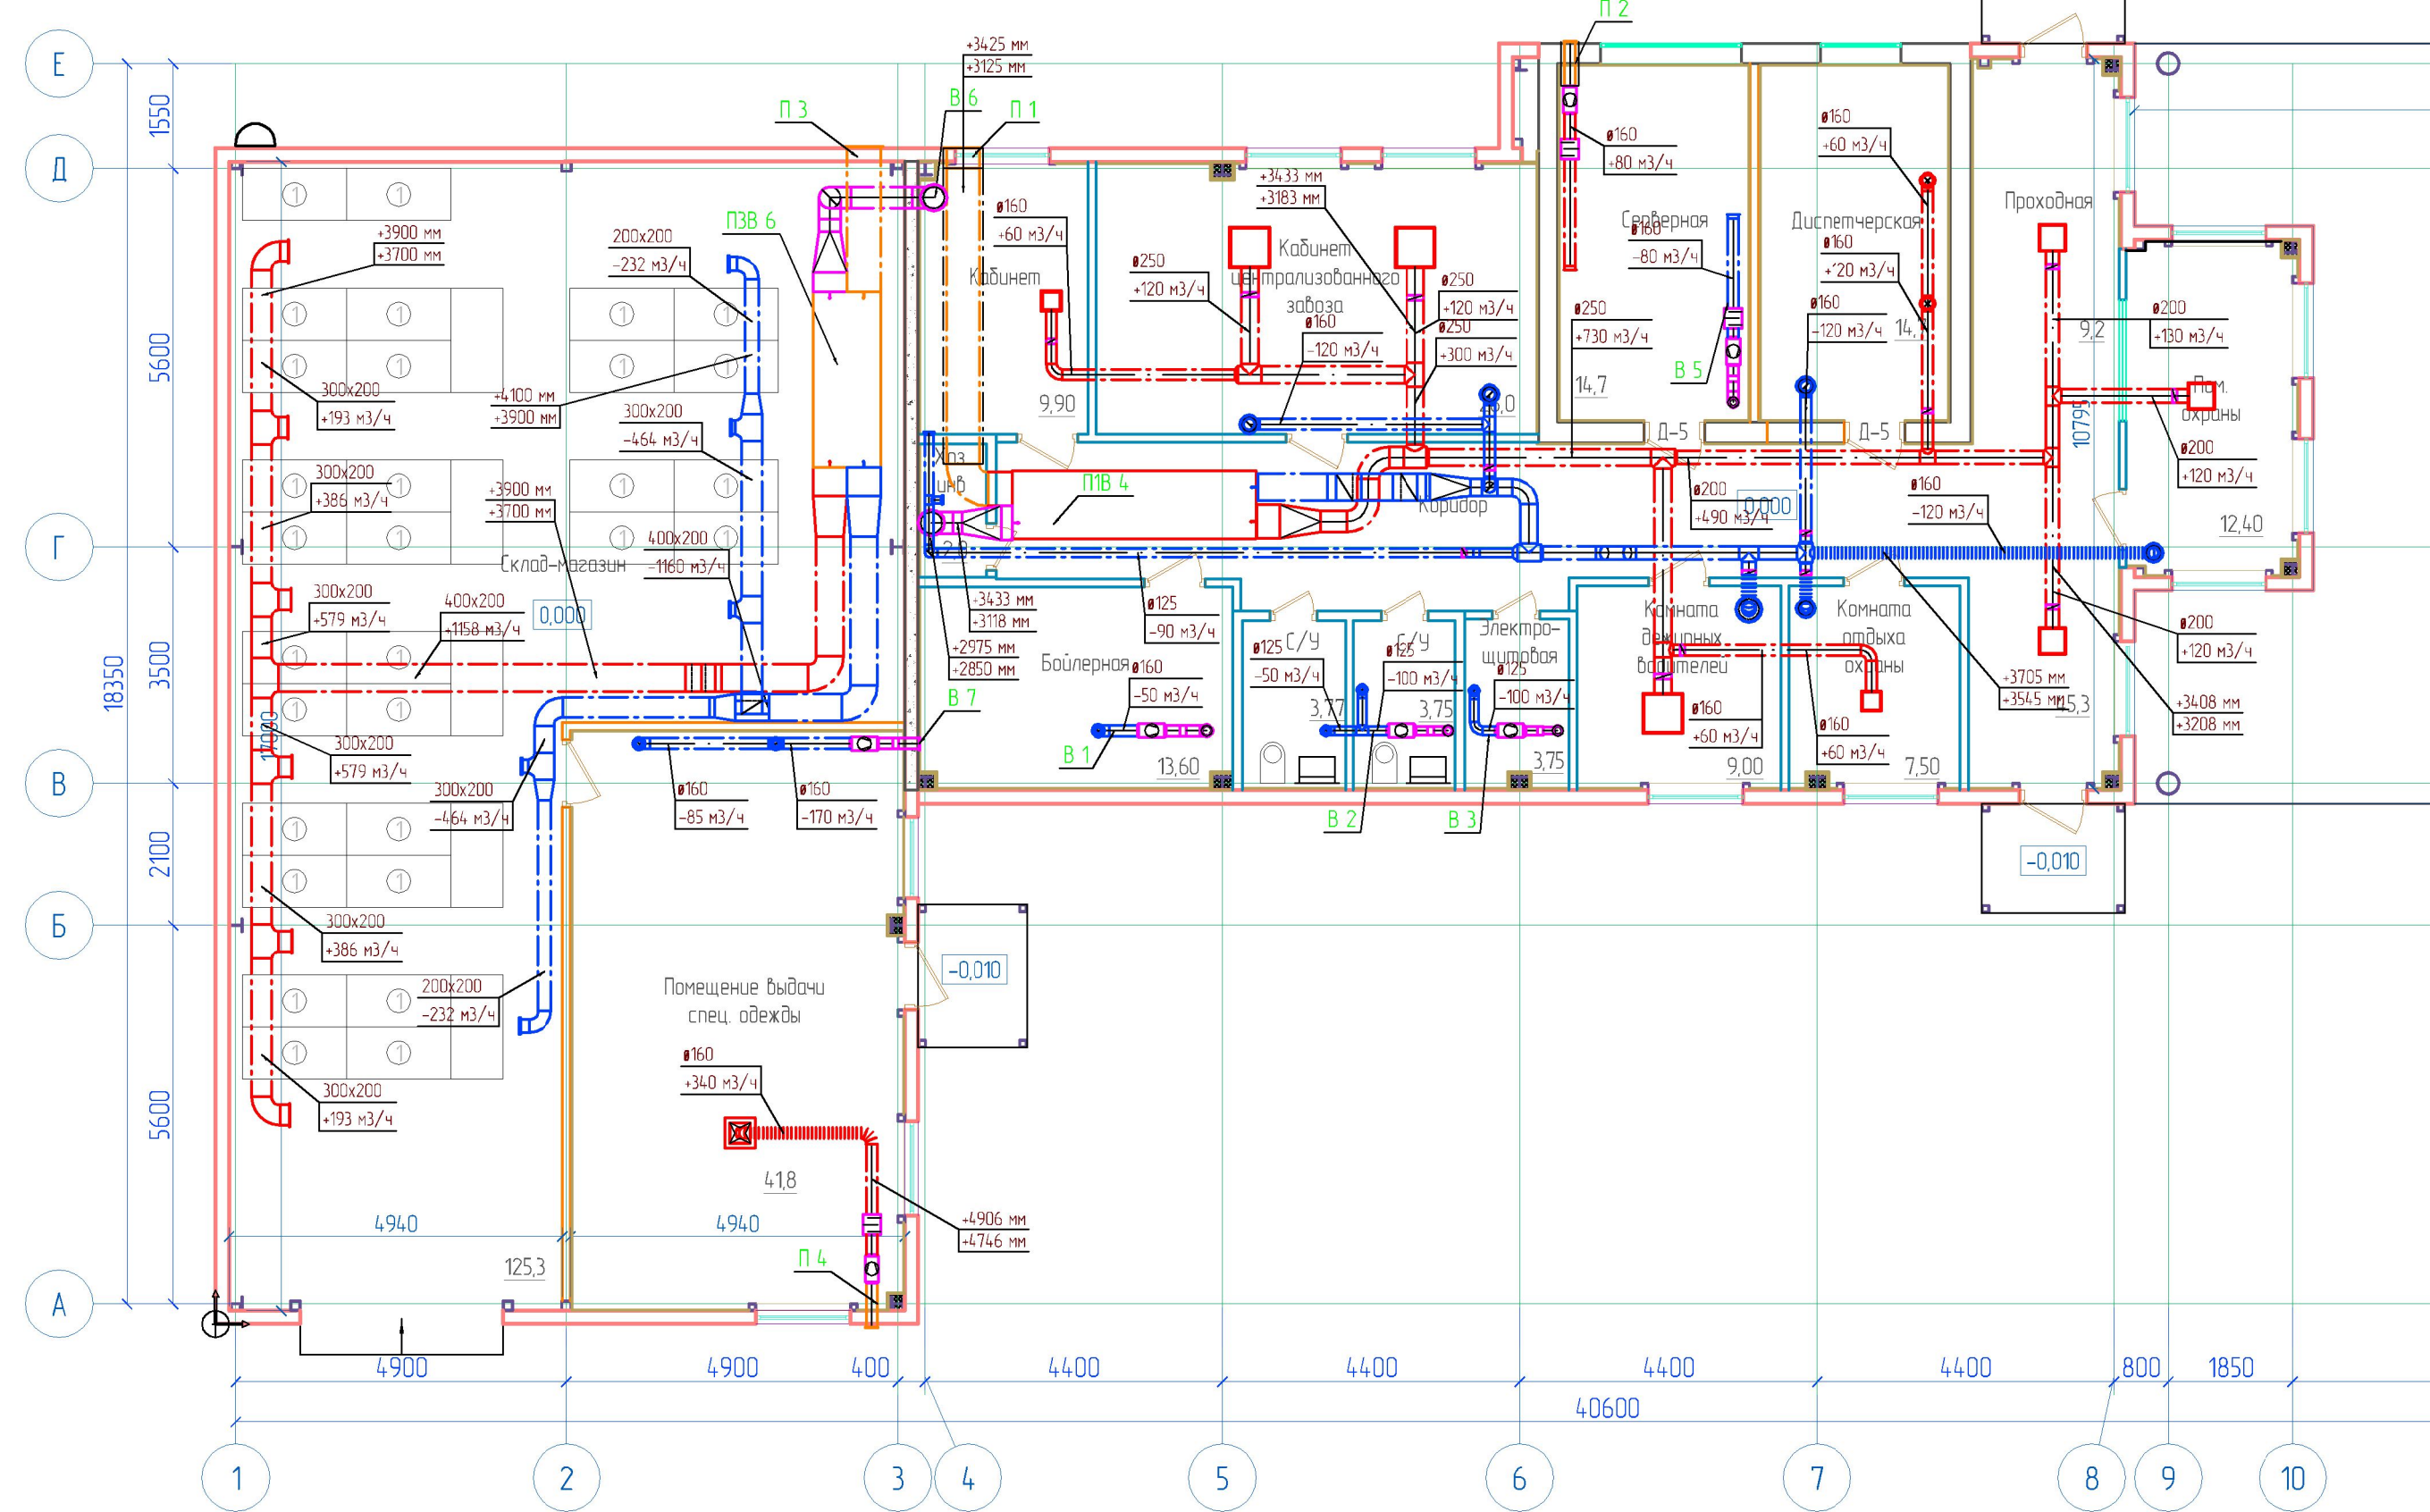 П 2
Е
+3425 мм
+3125 мм
В 6
П 1
П 3
1550
Д
ø160
+80 м3/ч
ø160
+60 м3/ч
+3433 мм
+3183 мм
Проходная
П3В 6
ø160
+60 м3/ч
Кабинет
Серверная
ø160
-80 м3/ч
Диспетчерская
ø160
+3900 мм
+3700 мм
200х200
-232 м3/ч
ø250
+120 м3/ч
Кабинет
централизованного
завоза
ø250
+120 м3/ч
ø250
+300 м3/ч
ø160
-120 м3/ч
ø250
+730 м3/ч
ø160
-120 м3/ч
9,2
ø200
+130 м3/ч
5600
300х200
+193 м3/ч
+4100 мм
+3900 мм
300х200
-464 м3/ч
9,90
В 5
14,7
Пом.
охраны
10795
Д-5
Д-5
ø200
+120 м3/ч
300х200
+386 м3/ч
+3900 мм
+3700 мм
Хоз
инв
П1В 4
Коридор
ø200
+490 м3/ч
0,000
ø160
-120 м3/ч
12,40
Г
Склад-магазин
400х200
-1160 м3/ч
300х200
+579 м3/ч
400х200
+1158 м3/ч
0,000
+3433 мм
+3118 мм
ø125
-90 м3/ч
+2975 мм
+2850 мм
Комната
дежурных
водителей
Комната
отдыха
охраны
ø200
+120 м3/ч
18350
3500
Бойлерная
ø160
-50 м3/ч
С/У
ø125
-50 м3/ч
С/У
ø125
-100 м3/ч
Электро-
щитовая
ø125
-100 м3/ч
+3705 мм
+3545 мм
+3408 мм
+3208 мм
17000
300х200
+579 м3/ч
В 7
В 1
13,60
3,77
3,75
3,75
ø160
+60 м3/ч
9,00
ø160
+60 м3/ч
7,50
15,3
В
300х200
-464 м3/ч
ø160
-85 м3/ч
ø160
-170 м3/ч
В 2
В 3
2100
-0,010
Б
300х200
+386 м3/ч
-0,010
200х200
-232 м3/ч
Помещение выдачи
спец. одежды
5600
300х200
+193 м3/ч
ø160
+340 м3/ч
41,8
4940
4940
+4906 мм
+4746 мм
125,3
П 4
А
4900
4900
400
4400
4400
4400
4400
800
1850
40600
1
2
3
4
5
6
7
8
9
10